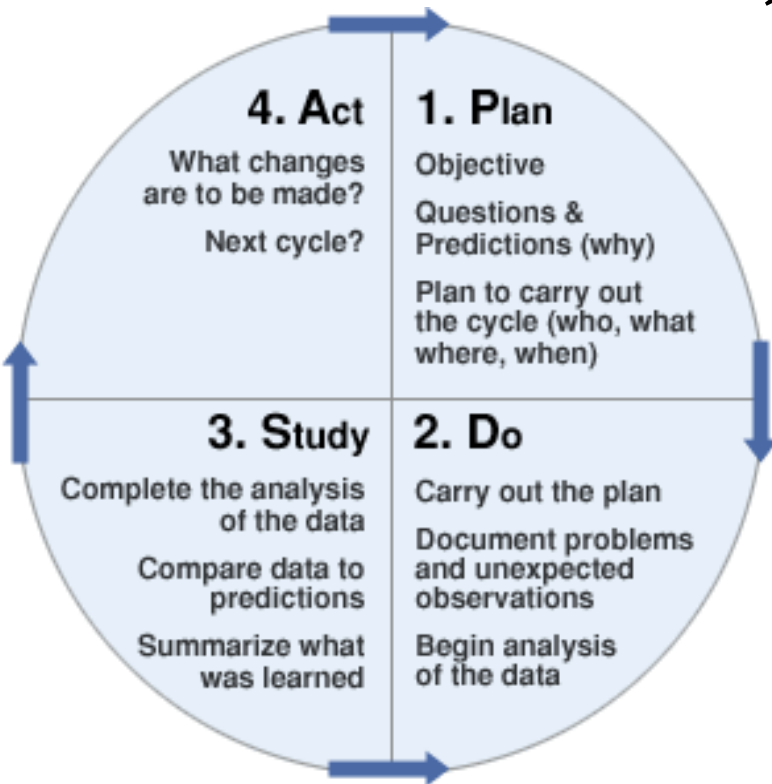 1. Plan
Objective
Questions &
Predictions (why)
Plan to carry out
the cycle (who, what
where, when)
2. Do
Carry out the plan
Document problems
and unexpected
observations
Begin analysis
of the data
3. Study
Complete the analysis
of the data
Compare data to
predictions
Summarize what
was learned
4. Act
What changes
are to be made?
Next cycle?